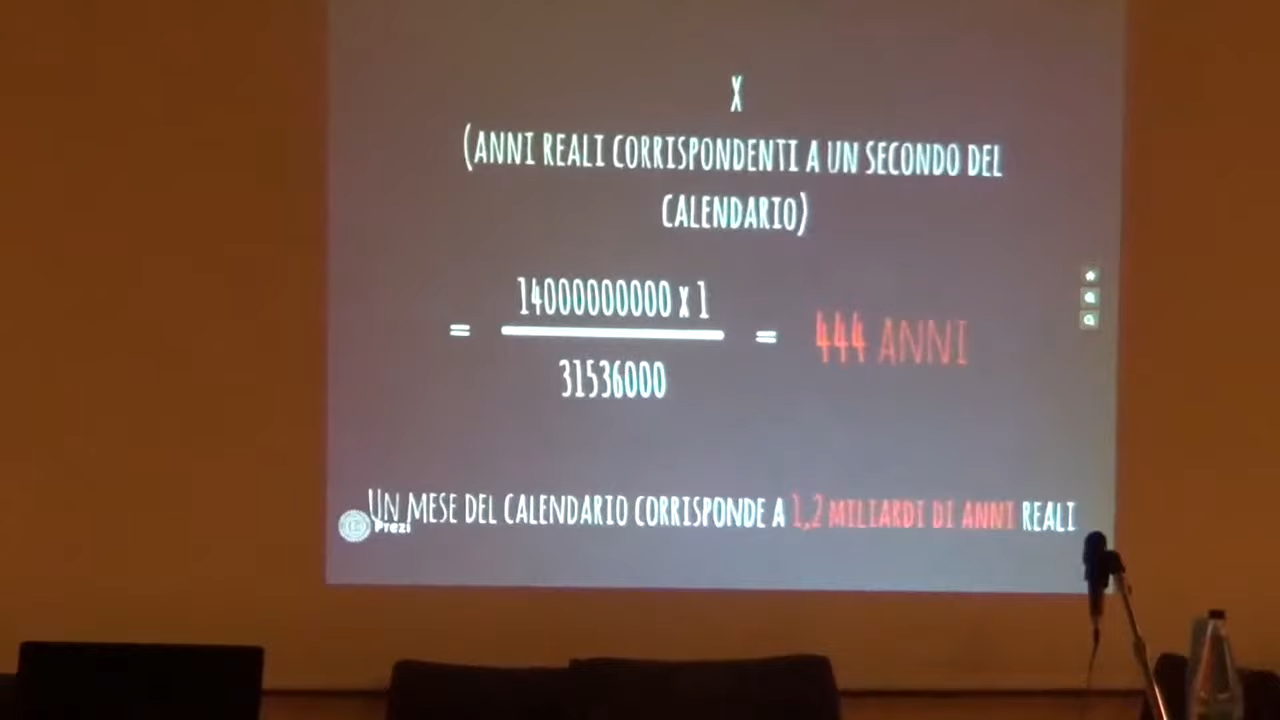 X
(ANNI REALI CORRISPONDENTI A UN SECONDO DEL
CALENDARIO)
= 14000000000 x 1 = 444 ANNI
31536000
UN MESE DEL CALENDARIO CORRISPONDE A 1,2 MILIARDI DI ANNI REALI
Prezi